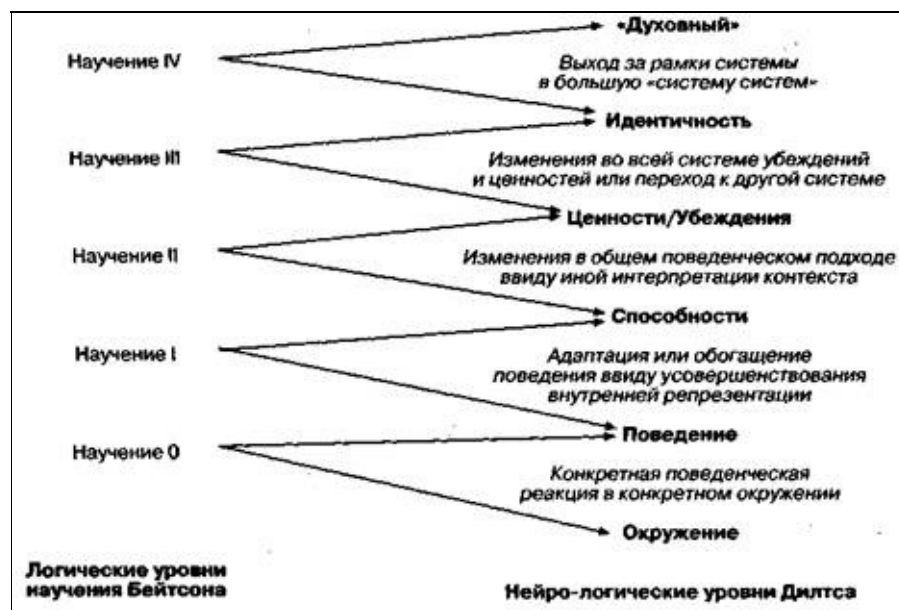 «Духовный»
Научение IV
Выход за рамки системы
в большую «систему систем»
Идентичность
Научение III
Изменения во всей системе убеждений
и ценностей или переход к другой системе
Ценности/Убеждения
Научение II
Изменения в общем поведенческом подходе
ввиду иной интерпретации контекста
Способности
Научение I
Адаптация или обогащение
поведения ввиду усовершенствования
внутренней репрезентации
Поведение
Научение 0
Конкретная поведенческая
реакция в конкретном окружении
Окружение
Логические уровни
научения Бейтсона
Нейро-логические уровни Дилтса